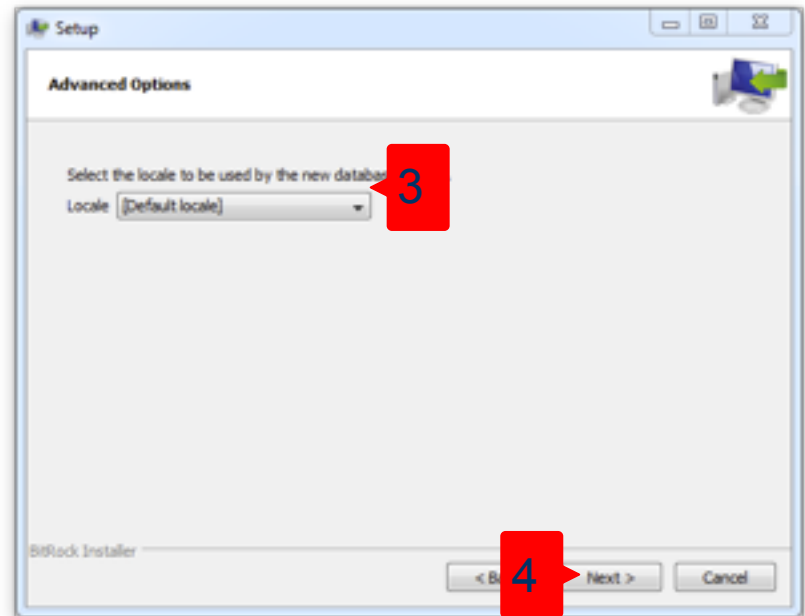 Setup
Advanced Options
Select the locale to be used by the new
3
Locale [Default locale]
BitRock Installer
4
Next >
Cancel